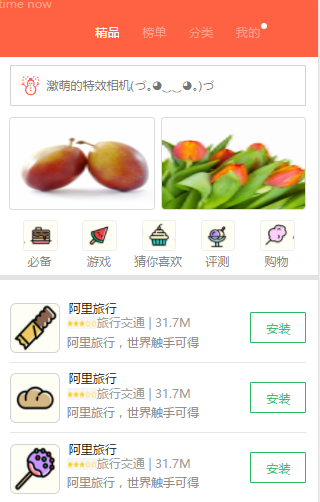 time now
精品 榜单 分类 我的
激萌的特效相机(づ｡◕‿‿◕｡)づ
必备 游戏 猜你喜欢 评测 购物
阿里旅行
旅行交通 | 31.7M
阿里旅行，世界触手可得
安装
阿里旅行
旅行交通 | 31.7M
阿里旅行，世界触手可得
安装
阿里旅行
旅行交通 | 31.7M
阿里旅行，世界触手可得
安装